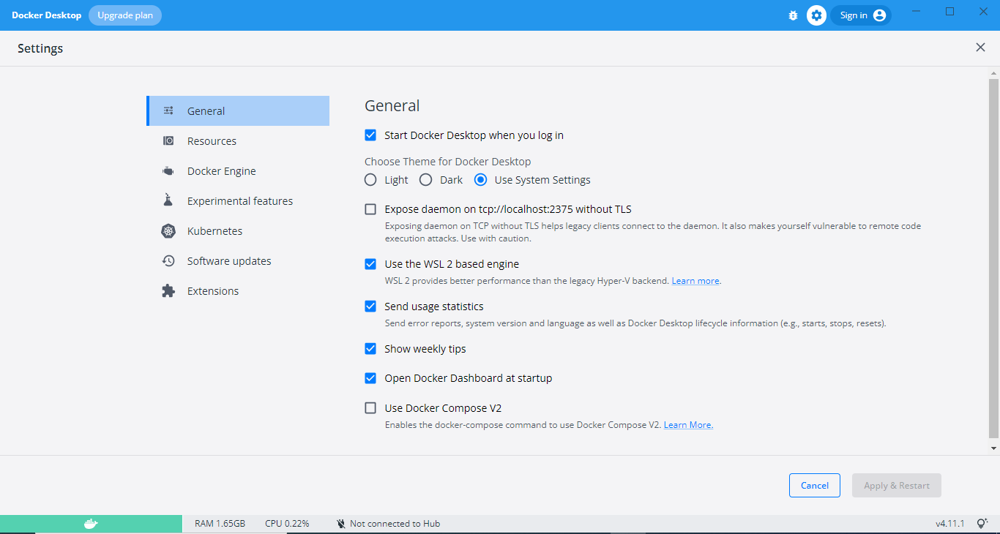 Docker Desktop Upgrade plan Sign in
Settings
General
Resources
Docker Engine
Experimental features
Kubernetes
Software updates
Extensions
General
Start Docker Desktop when you log in
Choose Theme for Docker Desktop
Light Dark Use System Settings
Expose daemon on tcp://localhost:2375 without TLS
Exposing daemon on TCP without TLS helps legacy clients connect to the daemon. It also makes yourself vulnerable to remote code
execution attacks. Use with caution.
Use the WSL 2 based engine
WSL 2 provides better performance than the legacy Hyper-V backend. Learn more.
Send usage statistics
Send error reports, system version and language as well as Docker Desktop lifecycle information (e.g., starts, stops, resets).
Show weekly tips
Open Docker Dashboard at startup
Use Docker Compose V2
Enables the docker-compose command to use Docker Compose V2. Learn More.
Cancel Apply & Restart
RAM 1.65GB CPU 0.22% Not connected to Hub v4.11.1